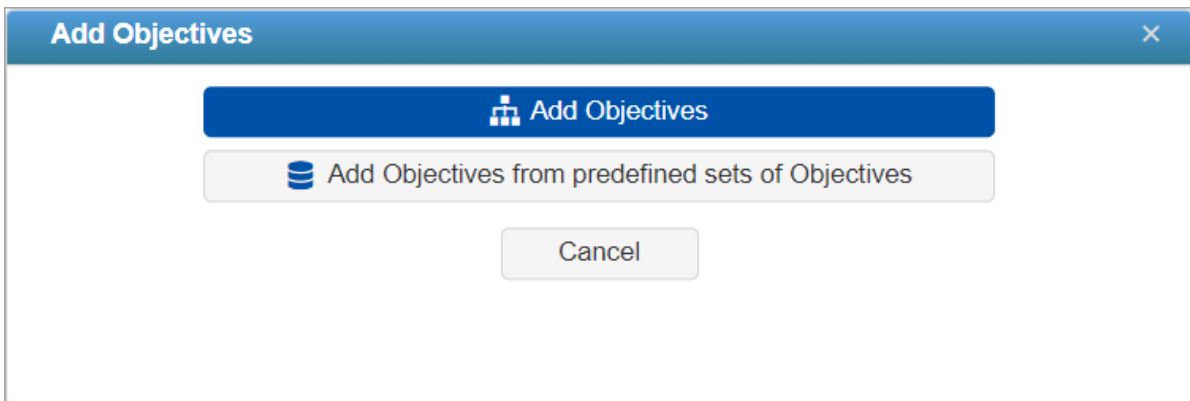 Add Objectives
Add Objectives
Add Objectives from predefined sets of Objectives
Cancel